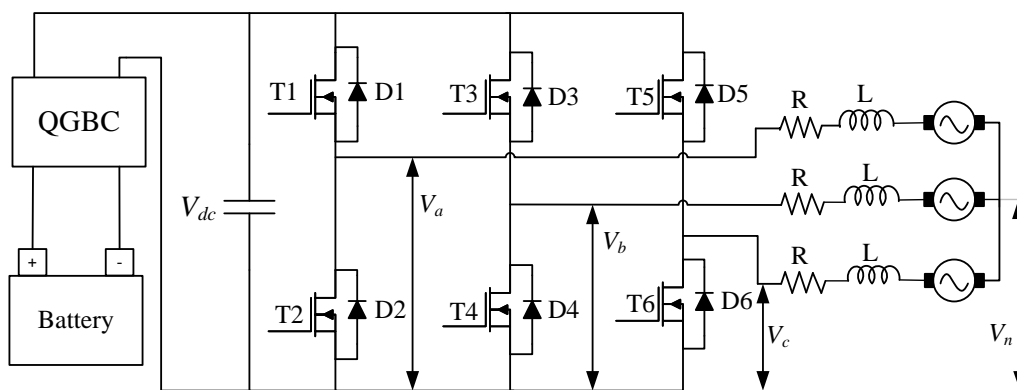 T1
D1
T3
D3
T5
D5
QGBC
R
L
V_dc
V_a
R
L
V_b
+
-
R
L
Battery
T2
D2
T4
D4
T6
D6
V_c
V_n